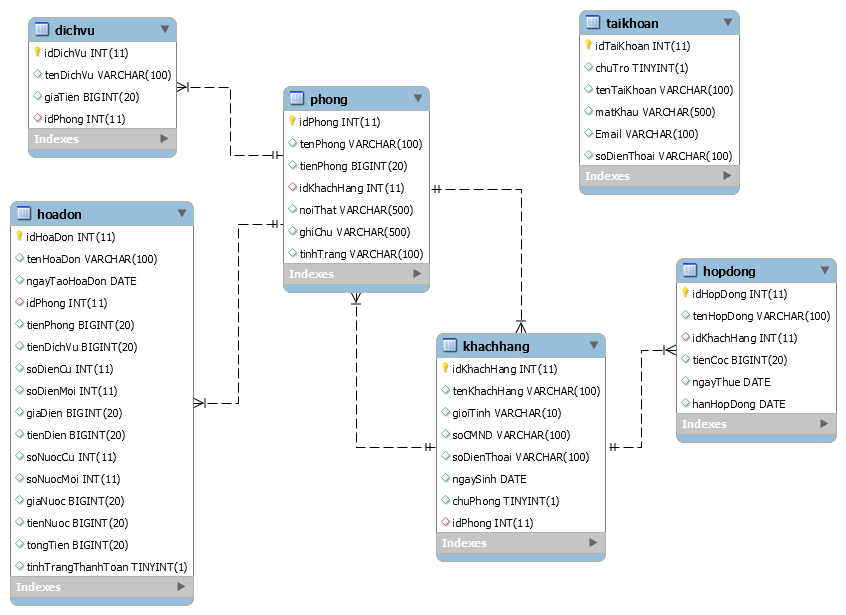 dichvu
idDichVu INT(11)
tenDichVu VARCHAR(100)
giaTien BIGINT(20)
idPhong INT(11)
Indexes
phong
idPhong INT(11)
tenPhong VARCHAR(100)
tienPhong BIGINT(20)
idKhachHang INT(11)
noiThat VARCHAR(500)
ghiChu VARCHAR(500)
tinhTrang VARCHAR(100)
Indexes
taikhoan
idTaiKhoan INT(11)
chuTro TINYINT(1)
tenTaiKhoan VARCHAR(100)
matKhau VARCHAR(500)
Email VARCHAR(100)
soDienThoai VARCHAR(100)
Indexes
hoadon
idHoaDon INT(11)
tenHoaDon VARCHAR(100)
ngayTaoHoaDon DATE
idPhong INT(11)
tienPhong BIGINT(20)
tienDichVu BIGINT(20)
soDienCu INT(11)
soDienMoi INT(11)
giaDien BIGINT(20)
tienDien BIGINT(20)
soNuocCu INT(11)
soNuocMoi INT(11)
giaNuoc BIGINT(20)
tienNuoc BIGINT(20)
tongTien BIGINT(20)
tinhTrangThanhToan TINYINT(1)
Indexes
khachhang
idKhachHang INT(11)
tenKhachHang VARCHAR(100)
gioiTinh VARCHAR(10)
soCMND VARCHAR(100)
soDienThoai VARCHAR(100)
ngaySinh DATE
chuPhong TINYINT(1)
idPhong INT(11)
Indexes
hopdong
idHopDong INT(11)
tenHopDong VARCHAR(100)
idKhachHang INT(11)
tienCoc BIGINT(20)
ngayThue DATE
hanHopDong DATE
Indexes